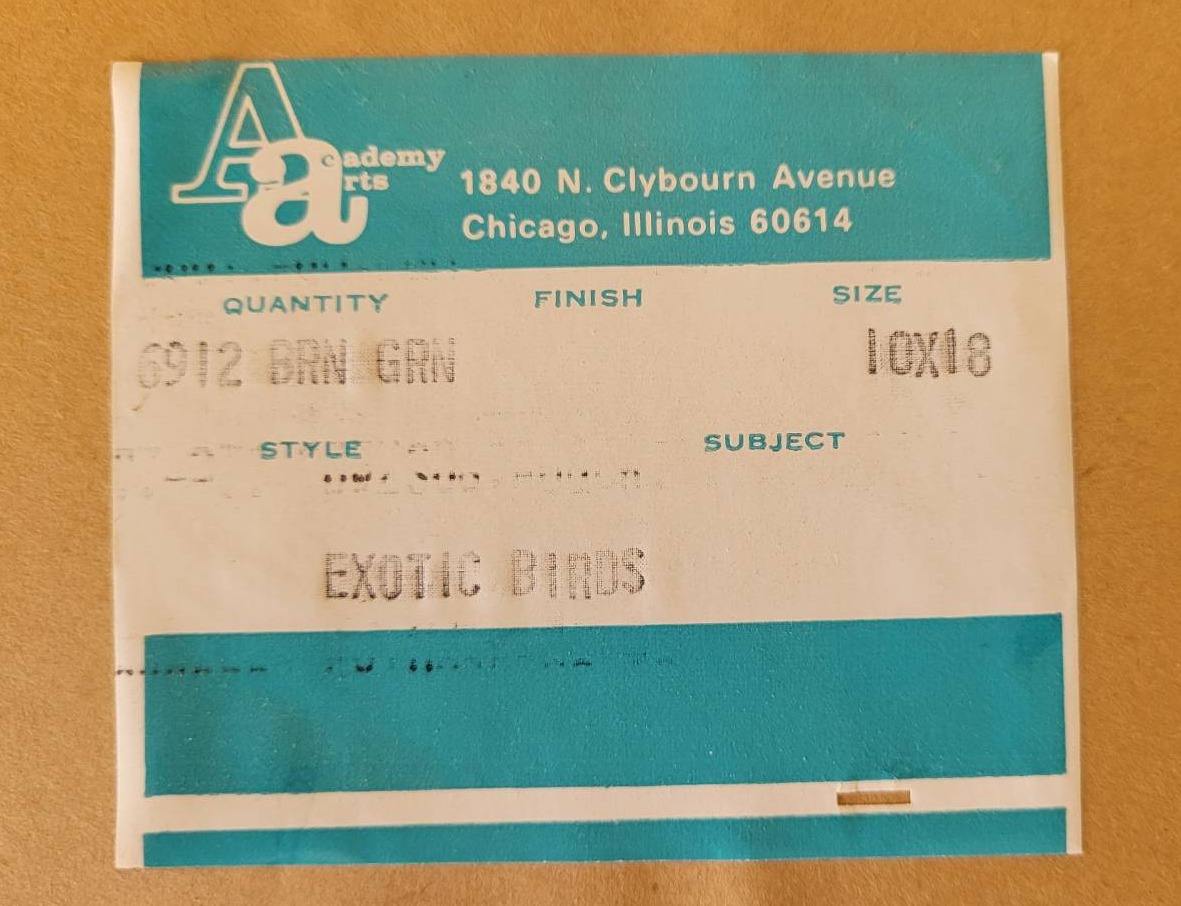 Academy
arts
1840 N. Clybourn Avenue
Chicago, Illinois 60614
QUANTITY FINISH SIZE
6912 BRN GRN 10X18
STYLE SUBJECT
EXOTIC BIRDS